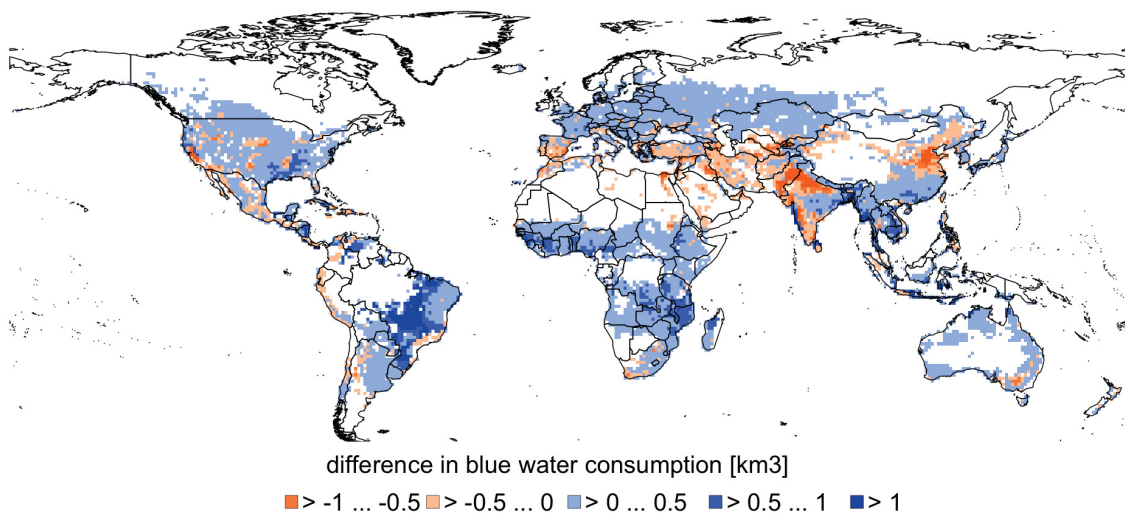 difference in blue water consumption [km3]
> -1 ... -0.5 > -0.5 ... 0 > 0 ... 0.5 > 0.5 ... 1 > 1